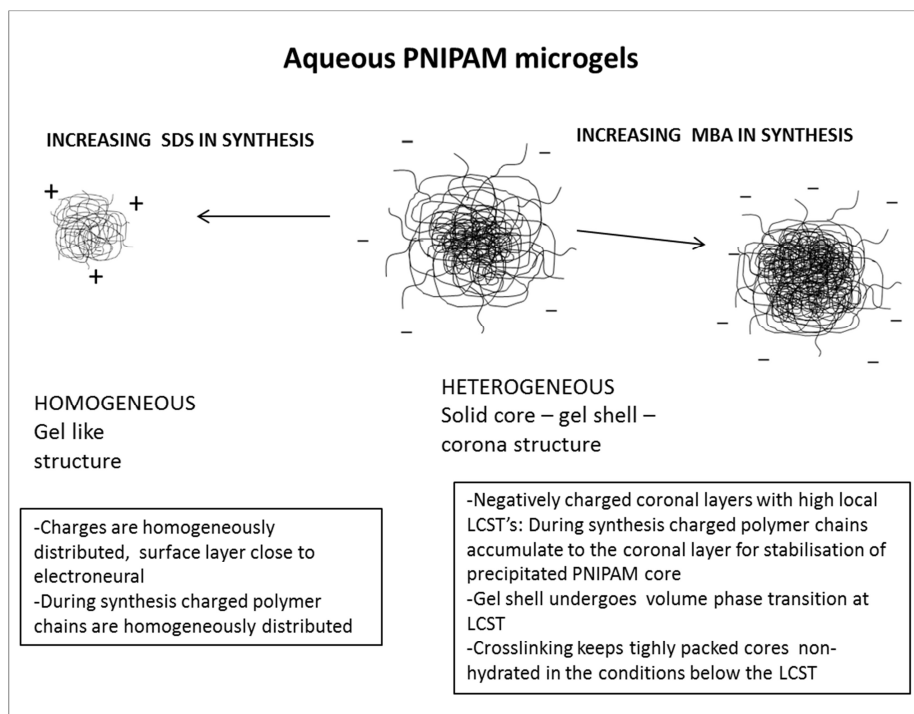 Aqueous PNIPAM microgels
INCREASING SDS IN SYNTHESIS
INCREASING MBA IN SYNTHESIS
+
+
+
–
–
–
–
–
–
–
–
–
–
–
–
–
HOMOGENEOUS
Gel like
structure
HETEROGENEOUS
Solid core – gel shell –
corona structure
-Charges are homogeneously
distributed, surface layer close to
electroneural
-During synthesis charged polymer
chains are homogeneously distributed
-Negatively charged coronal layers with high local
LCST's: During synthesis charged polymer chains
accumulate to the coronal layer for stabilisation of
precipitated PNIPAM core
-Gel shell undergoes volume phase transition at
LCST
-Crosslinking keeps tighly packed cores non-
hydrated in the conditions below the LCST